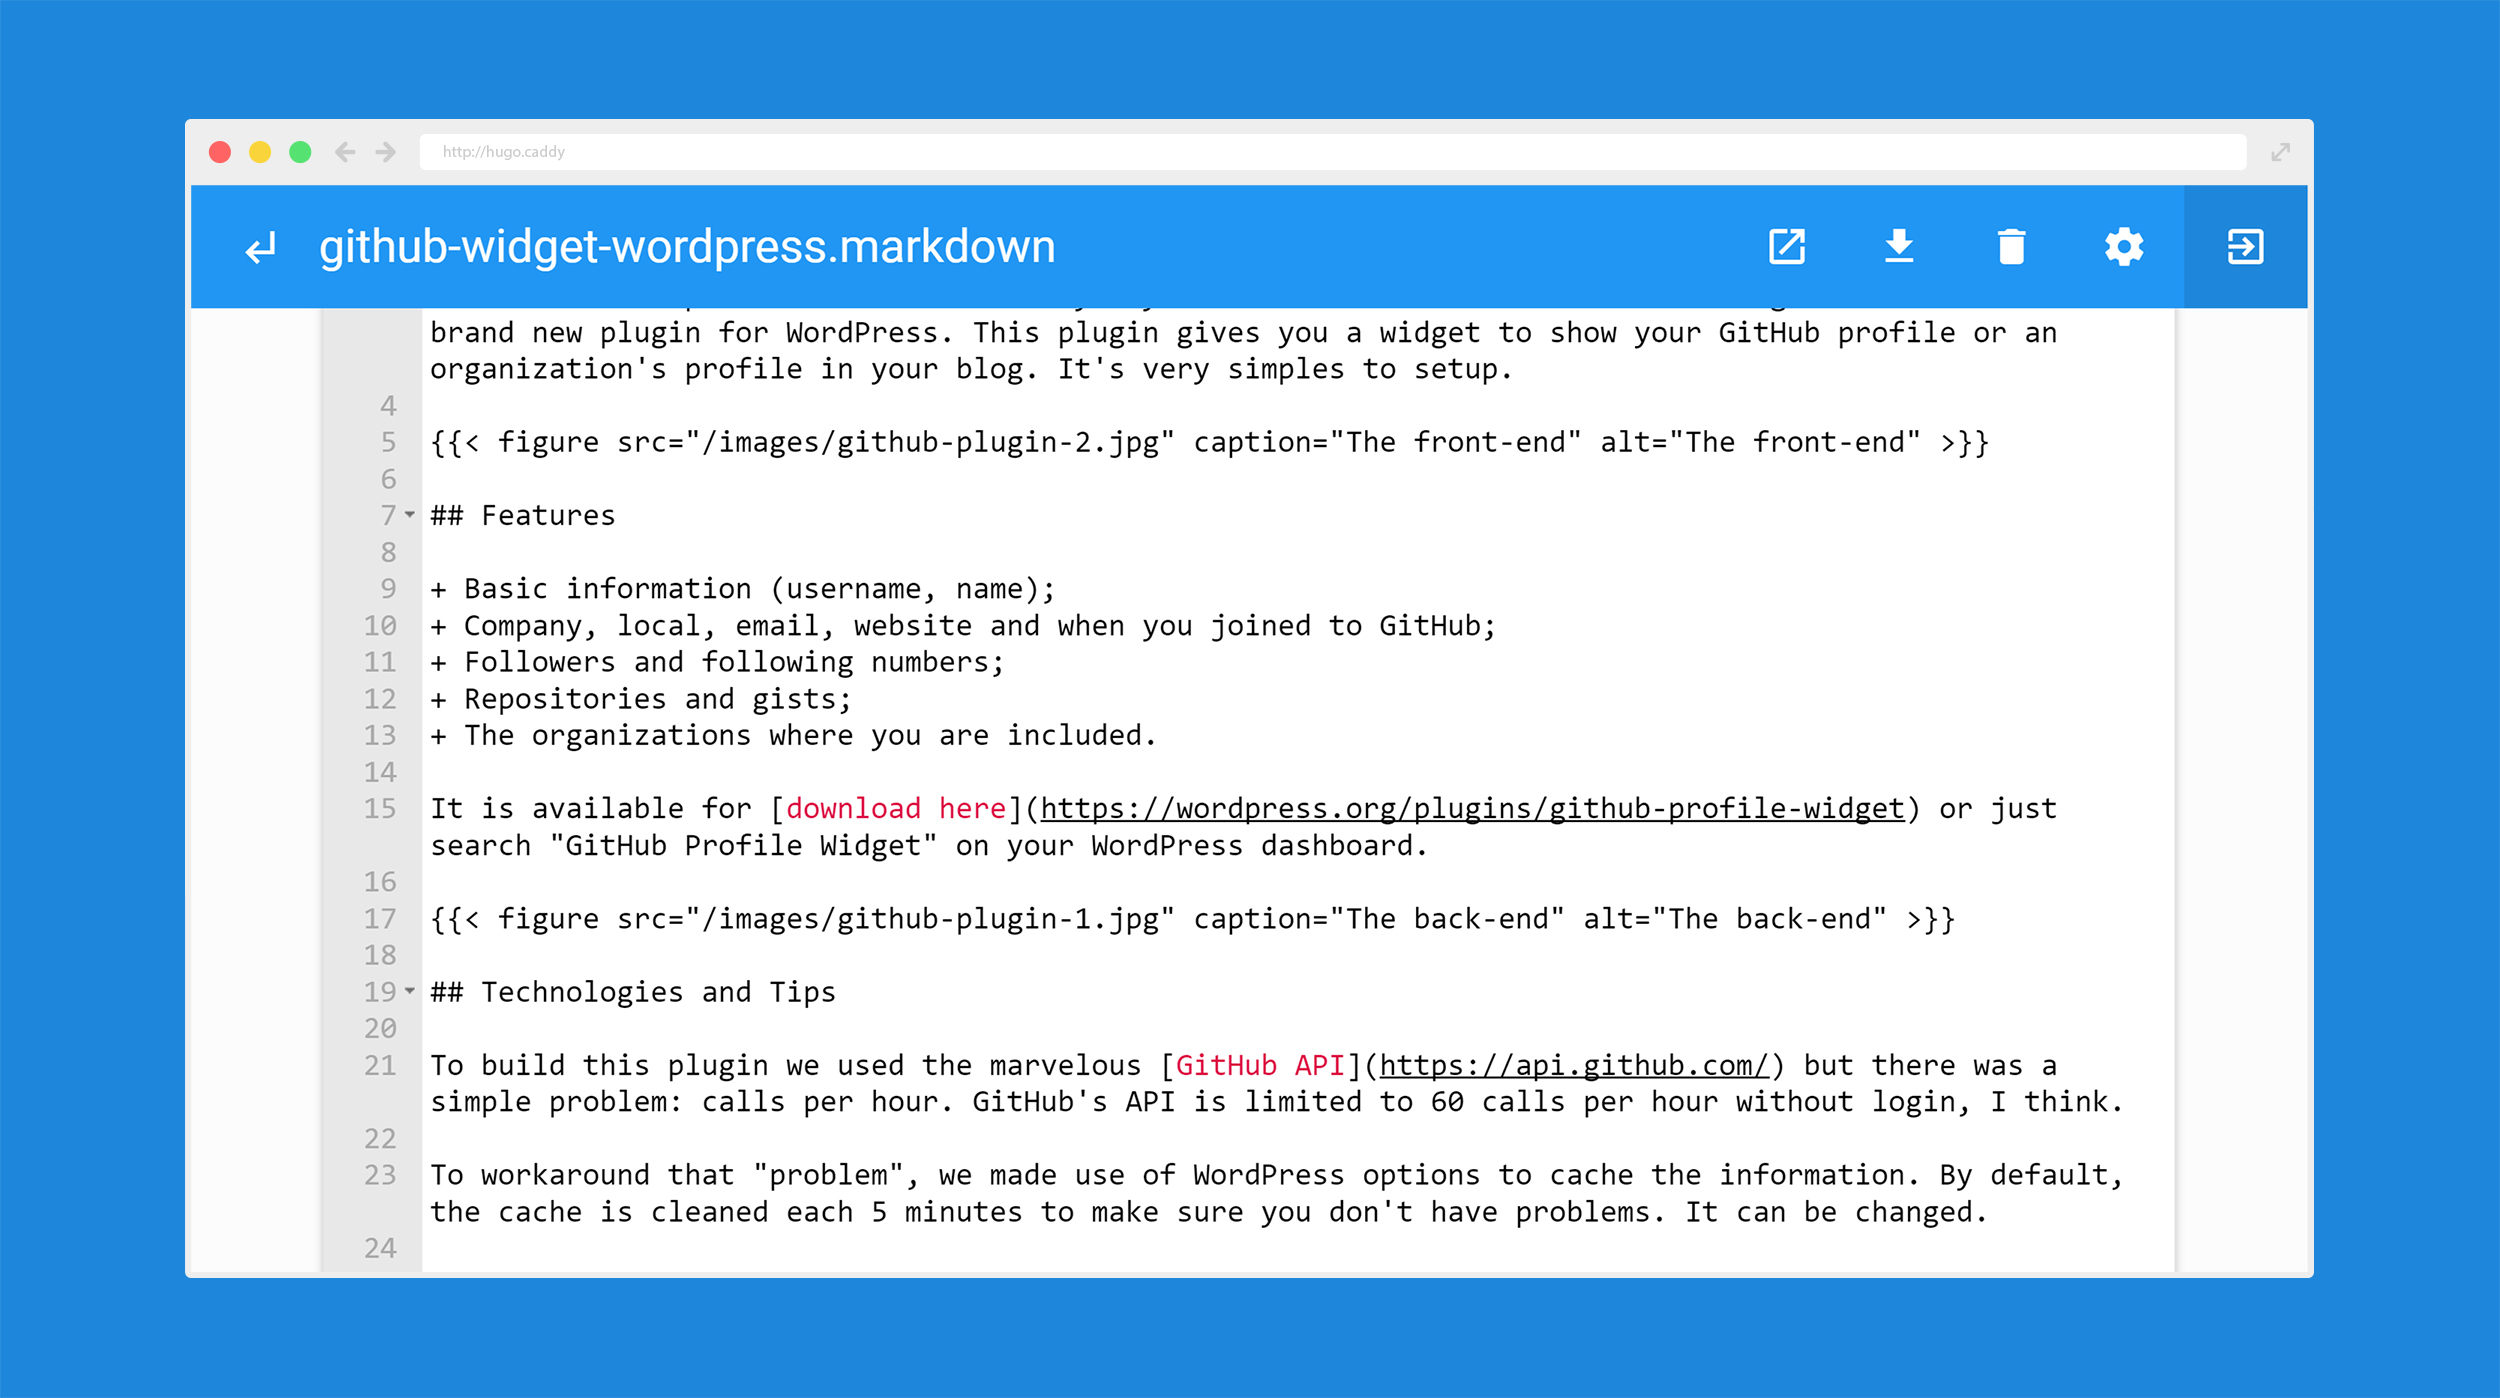 http://hugo.caddy
github-widget-wordpress.markdown
brand new plugin for WordPress. This plugin gives you a widget to show your GitHub profile or an
organization's profile in your blog. It's very simples to setup.
4
5 {{< figure src="/images/github-plugin-2.jpg" caption="The front-end" alt="The front-end" >}}
6
7 ## Features
8
9 + Basic information (username, name);
10 + Company, local, email, website and when you joined to GitHub;
11 + Followers and following numbers;
12 + Repositories and gists;
13 + The organizations where you are included.
14
15 It is available for [download here](https://wordpress.org/plugins/github-profile-widget) or just
search "GitHub Profile Widget" on your WordPress dashboard.
16
17 {{< figure src="/images/github-plugin-1.jpg" caption="The back-end" alt="The back-end" >}}
18
19 ## Technologies and Tips
20
21 To build this plugin we used the marvelous [GitHub API](https://api.github.com/) but there was a
simple problem: calls per hour. GitHub's API is limited to 60 calls per hour without login, I think.
22
23 To workaround that "problem", we made use of WordPress options to cache the information. By default,
the cache is cleaned each 5 minutes to make sure you don't have problems. It can be changed.
24